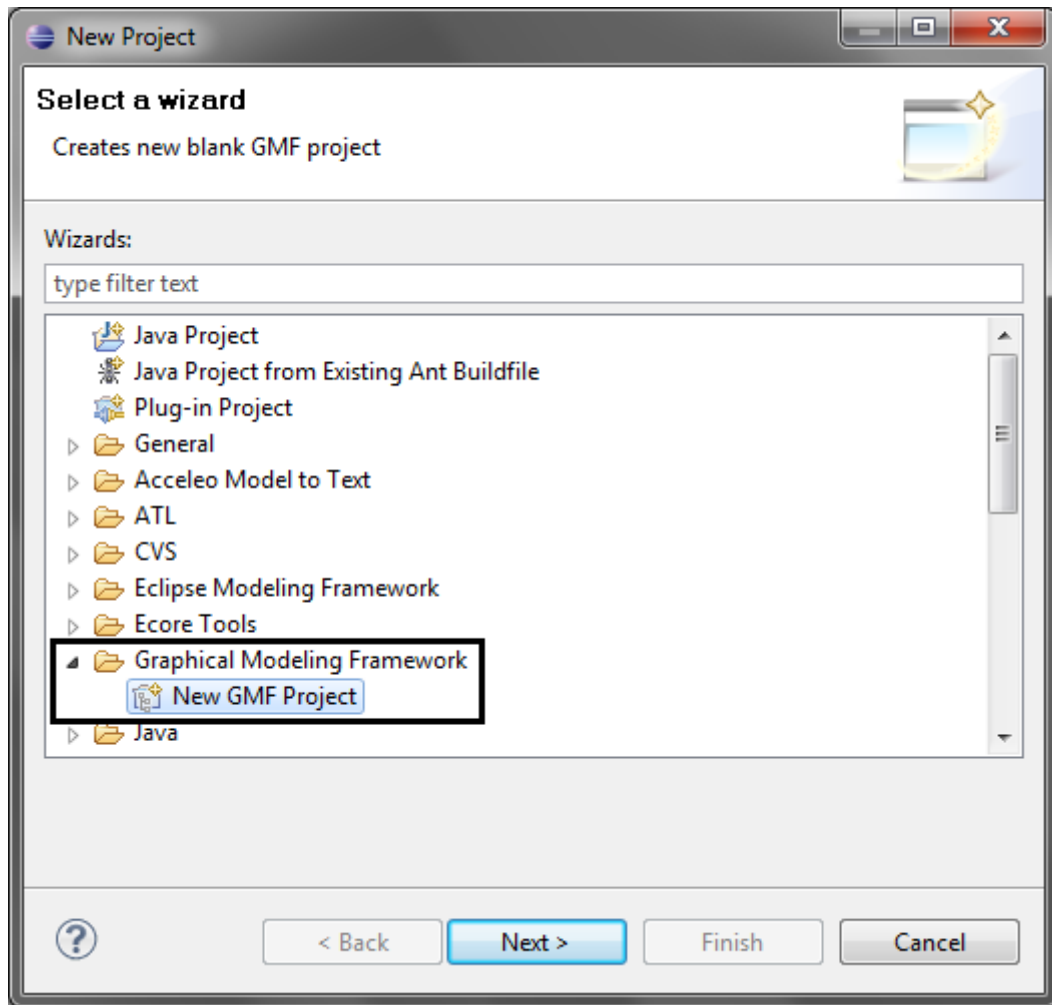 New Project
Select a wizard
Creates new blank GMF project
Wizards:
type filter text
Java Project
Java Project from Existing Ant Buildfile
Plug-in Project
General
Acceleo Model to Text
ATL
CVS
Eclipse Modeling Framework
Ecore Tools
Graphical Modeling Framework
New GMF Project
Java
< Back Next > Finish Cancel